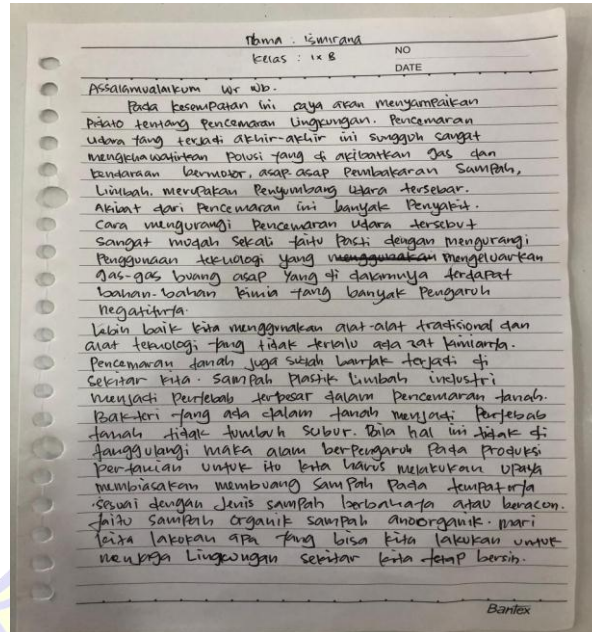 Nama : Ismirana
Kelas : IX B
NO
DATE
Assalamualaikum wr wb.
Pada kesempatan ini saya akan menyampaikan
Pidato tentang Pencemaran Lingkungan. Pencemaran
udara yang terjadi akhir-akhir ini sungguh sangat
mengkhawatirkan Polusi yang di akibatkan gas dan
kendaraan bermotor, asap-asap Pembakaran Sampah,
Limbah. merupakan Penyumbang udara tersebar.
Akibat dari Pencemaran ini banyak Penyakit.
Cara mengurangi Pencemaran udara tersebut
Sangat mudah sekali yaitu Pasti dengan mengurangi
Penggunaan teknologi yang menggunakan mengeluarkan
gas-gas buang asap yang di dalamnya terdapat
bahan-bahan kimia yang banyak Pengaruh
negatifnya.
Lebih baik kita menggunakan alat-alat tradisional dan
alat teknologi yang tidak terlalu ada zat kimianya.
Pencemaran tanah juga sudah banyak terjadi di
Sekitar kita. Sampah Plastik Limbah industri
menjadi Penyebab terbesar dalam Pencemaran tanah.
Bakteri yang ada dalam tanah menjadi Penyebab
tanah tidak tumbuh subur. Bila hal ini tidak di
tanggulangi maka alam berpengaruh Pada Produksi
Pertanian untuk itu kita harus melakukan upaya
membiasakan membuang sampah Pada tempatnya
sesuai dengan Jenis sampah berbahaya atau beracon.
yaitu sampah organik sampah anoorganik. mari
kita lakukan apa yang bisa kita lakukan untuk
menjaga Lingkungan sekitar kita tetap bersih.
Bantex